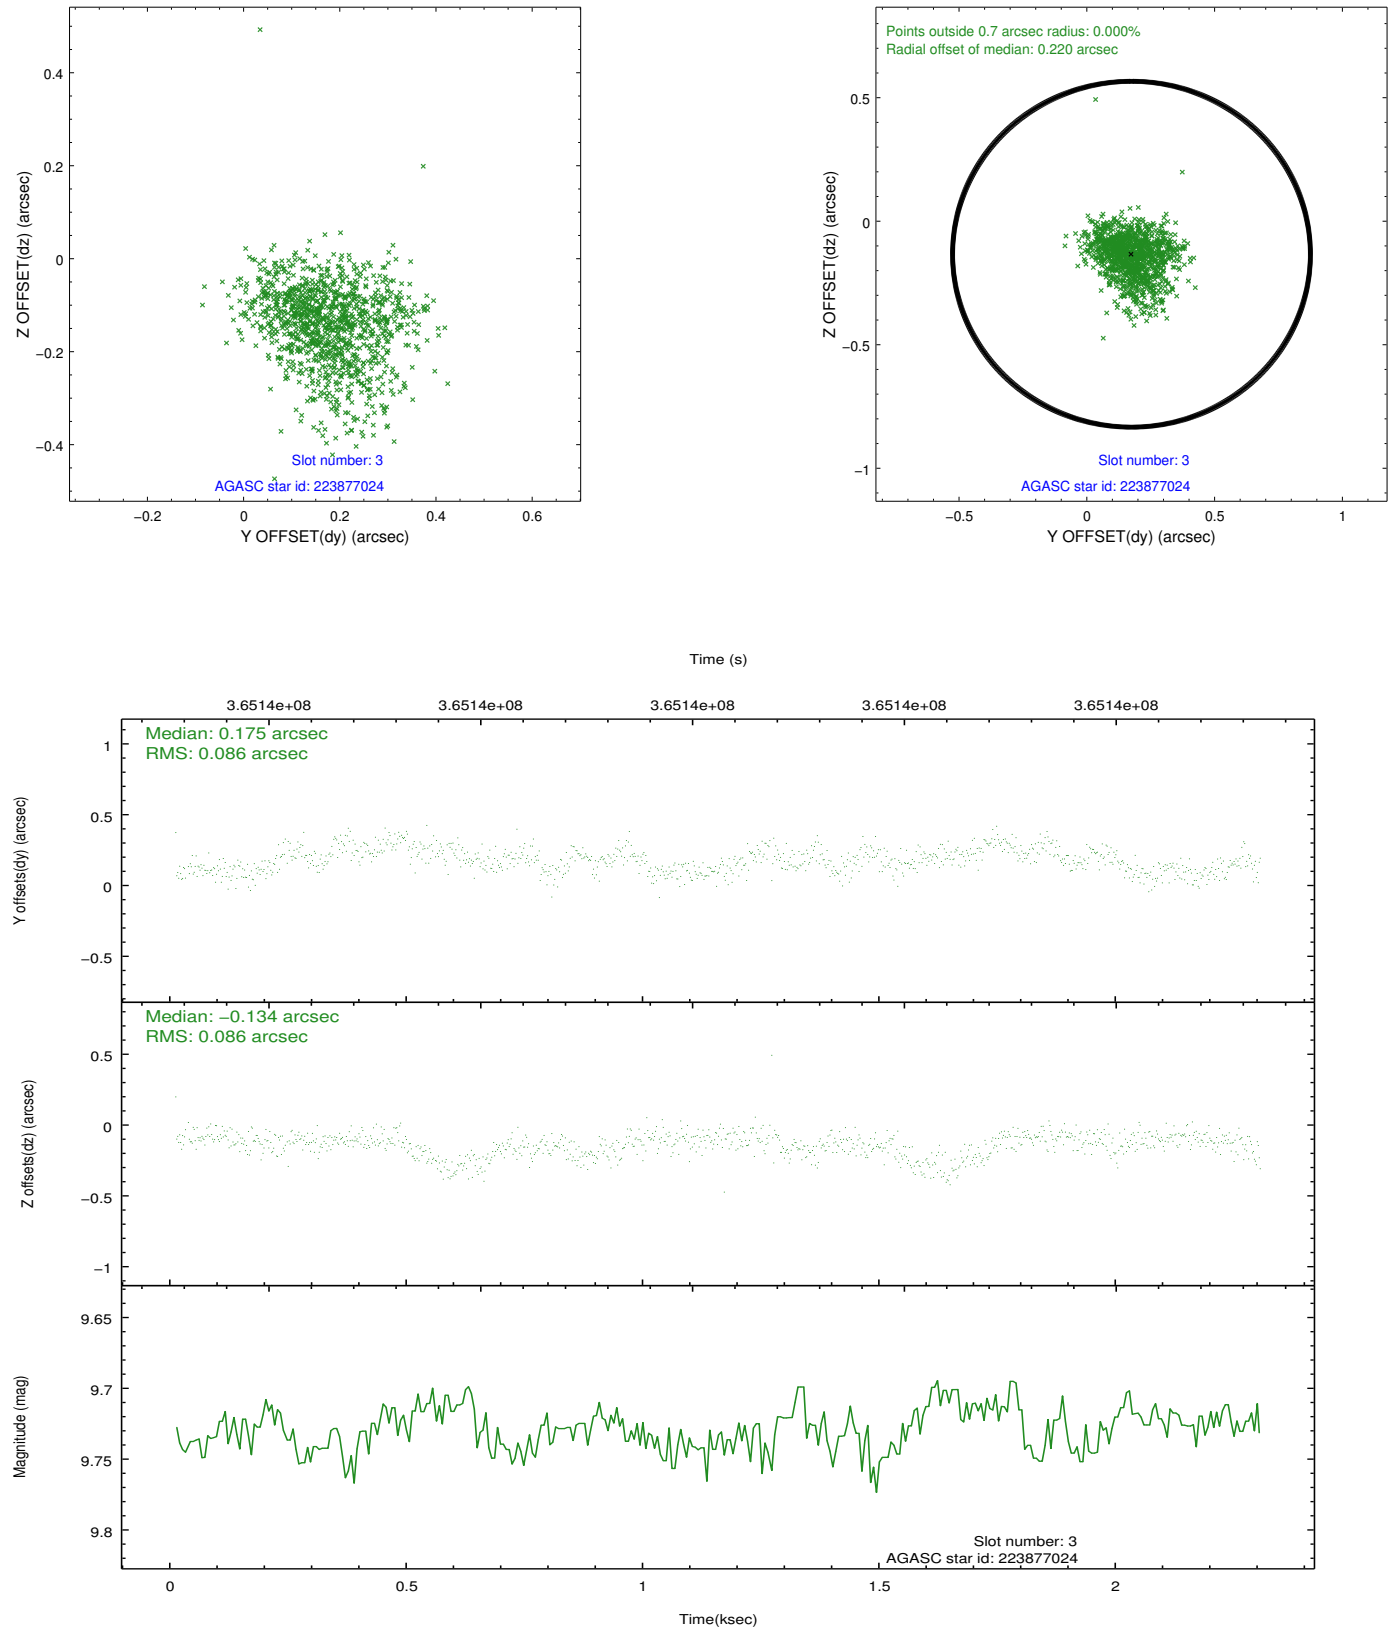 0.4
0.2
0
−0.2
−0.4
Z OFFSET(dz) (arcsec)
Slot number: 3
AGASC star id: 223877024
−0.2 0 0.2 0.4 0.6
Y OFFSET(dy) (arcsec)
Points outside 0.7 arcsec radius: 0.000%
Radial offset of median: 0.220 arcsec
0.5
0
−0.5
−1
Z OFFSET(dz) (arcsec)
Slot number: 3
AGASC star id: 223877024
−0.5 0 0.5 1
Y OFFSET(dy) (arcsec)
Time (s)
3.6514e+08 3.6514e+08 3.6514e+08 3.6514e+08 3.6514e+08
Median: 0.175 arcsec
RMS: 0.086 arcsec
1
0.5
0
−0.5
Y offsets(dy) (arcsec)
Median: −0.134 arcsec
RMS: 0.086 arcsec
0.5
0
−0.5
−1
Z offsets(dz) (arcsec)
9.65
9.7
9.75
9.8
Magnitude (mag)
Slot number: 3
AGASC star id: 223877024
0 0.5 1 1.5 2
Time(ksec)